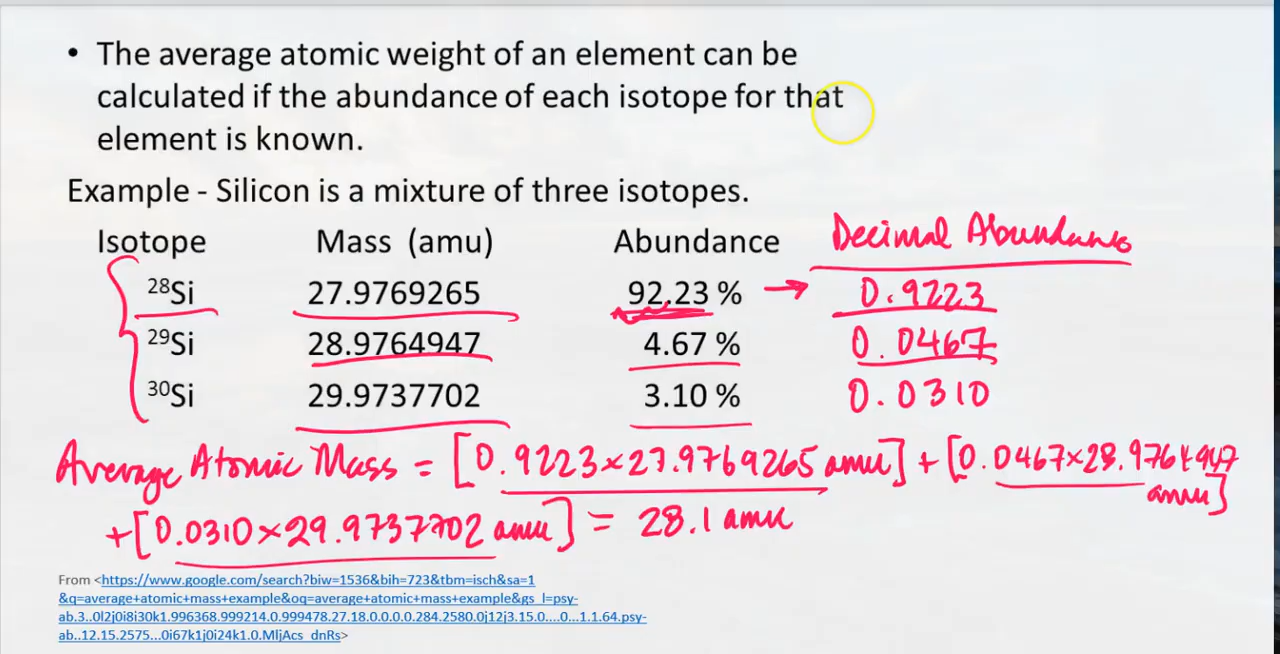 • The average atomic weight of an element can be
calculated if the abundance of each isotope for that
element is known.
Example - Silicon is a mixture of three isotopes.
Isotope Mass (amu) Abundance Decimal Abundance
28Si 27.9769265 92.23 % → 0.9223
29Si 28.9764947 4.67 % 0.0467
30Si 29.9737702 3.10 % 0.0310
Average Atomic Mass = [0.9223×27.9769265 amu] + [0.0467×28.9764947
amu]
+[0.0310×29.9737702 amu] = 28.1 amu
From <https://www.google.com/search?biw=1536&bih=723&tbm=isch&sa=1
&q=average+atomic+mass+example&oq=average+atomic+mass+example&gs_l=psy-
ab.3..0l2j0i8i30k1.996368.999214.0.999478.27.18.0.0.0.0.284.2580.0j12j3.15.0....0...1.1.64.psy-
ab..12.15.2575...0i67k1j0i24k1.0.MljAcs_dnRs>